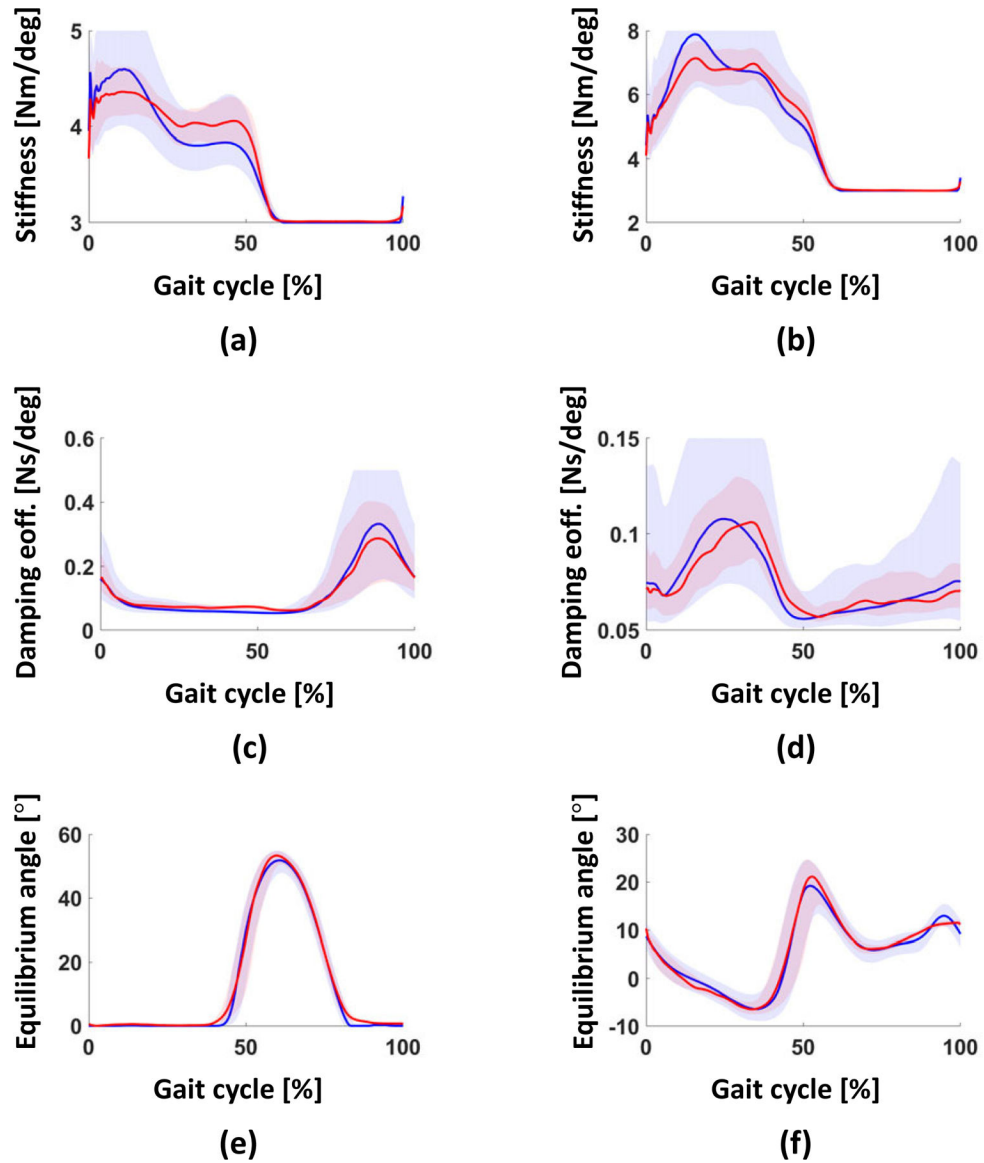 Stiffness [Nm/deg]
5
4
3
0
50
100
Gait cycle [%]
(a)
Stiffness [Nm/deg]
8
6
4
2
0
50
100
Gait cycle [%]
(b)
Damping eoff. [Ns/deg]
0.6
0.4
0.2
0
0
50
100
Gait cycle [%]
(c)
Damping eoff. [Ns/deg]
0.15
0.1
0.05
0
50
100
Gait cycle [%]
(d)
Equilibrium angle [°]
60
40
20
0
0
50
100
Gait cycle [%]
(e)
Equilibrium angle [°]
30
20
10
0
-10
0
50
100
Gait cycle [%]
(f)